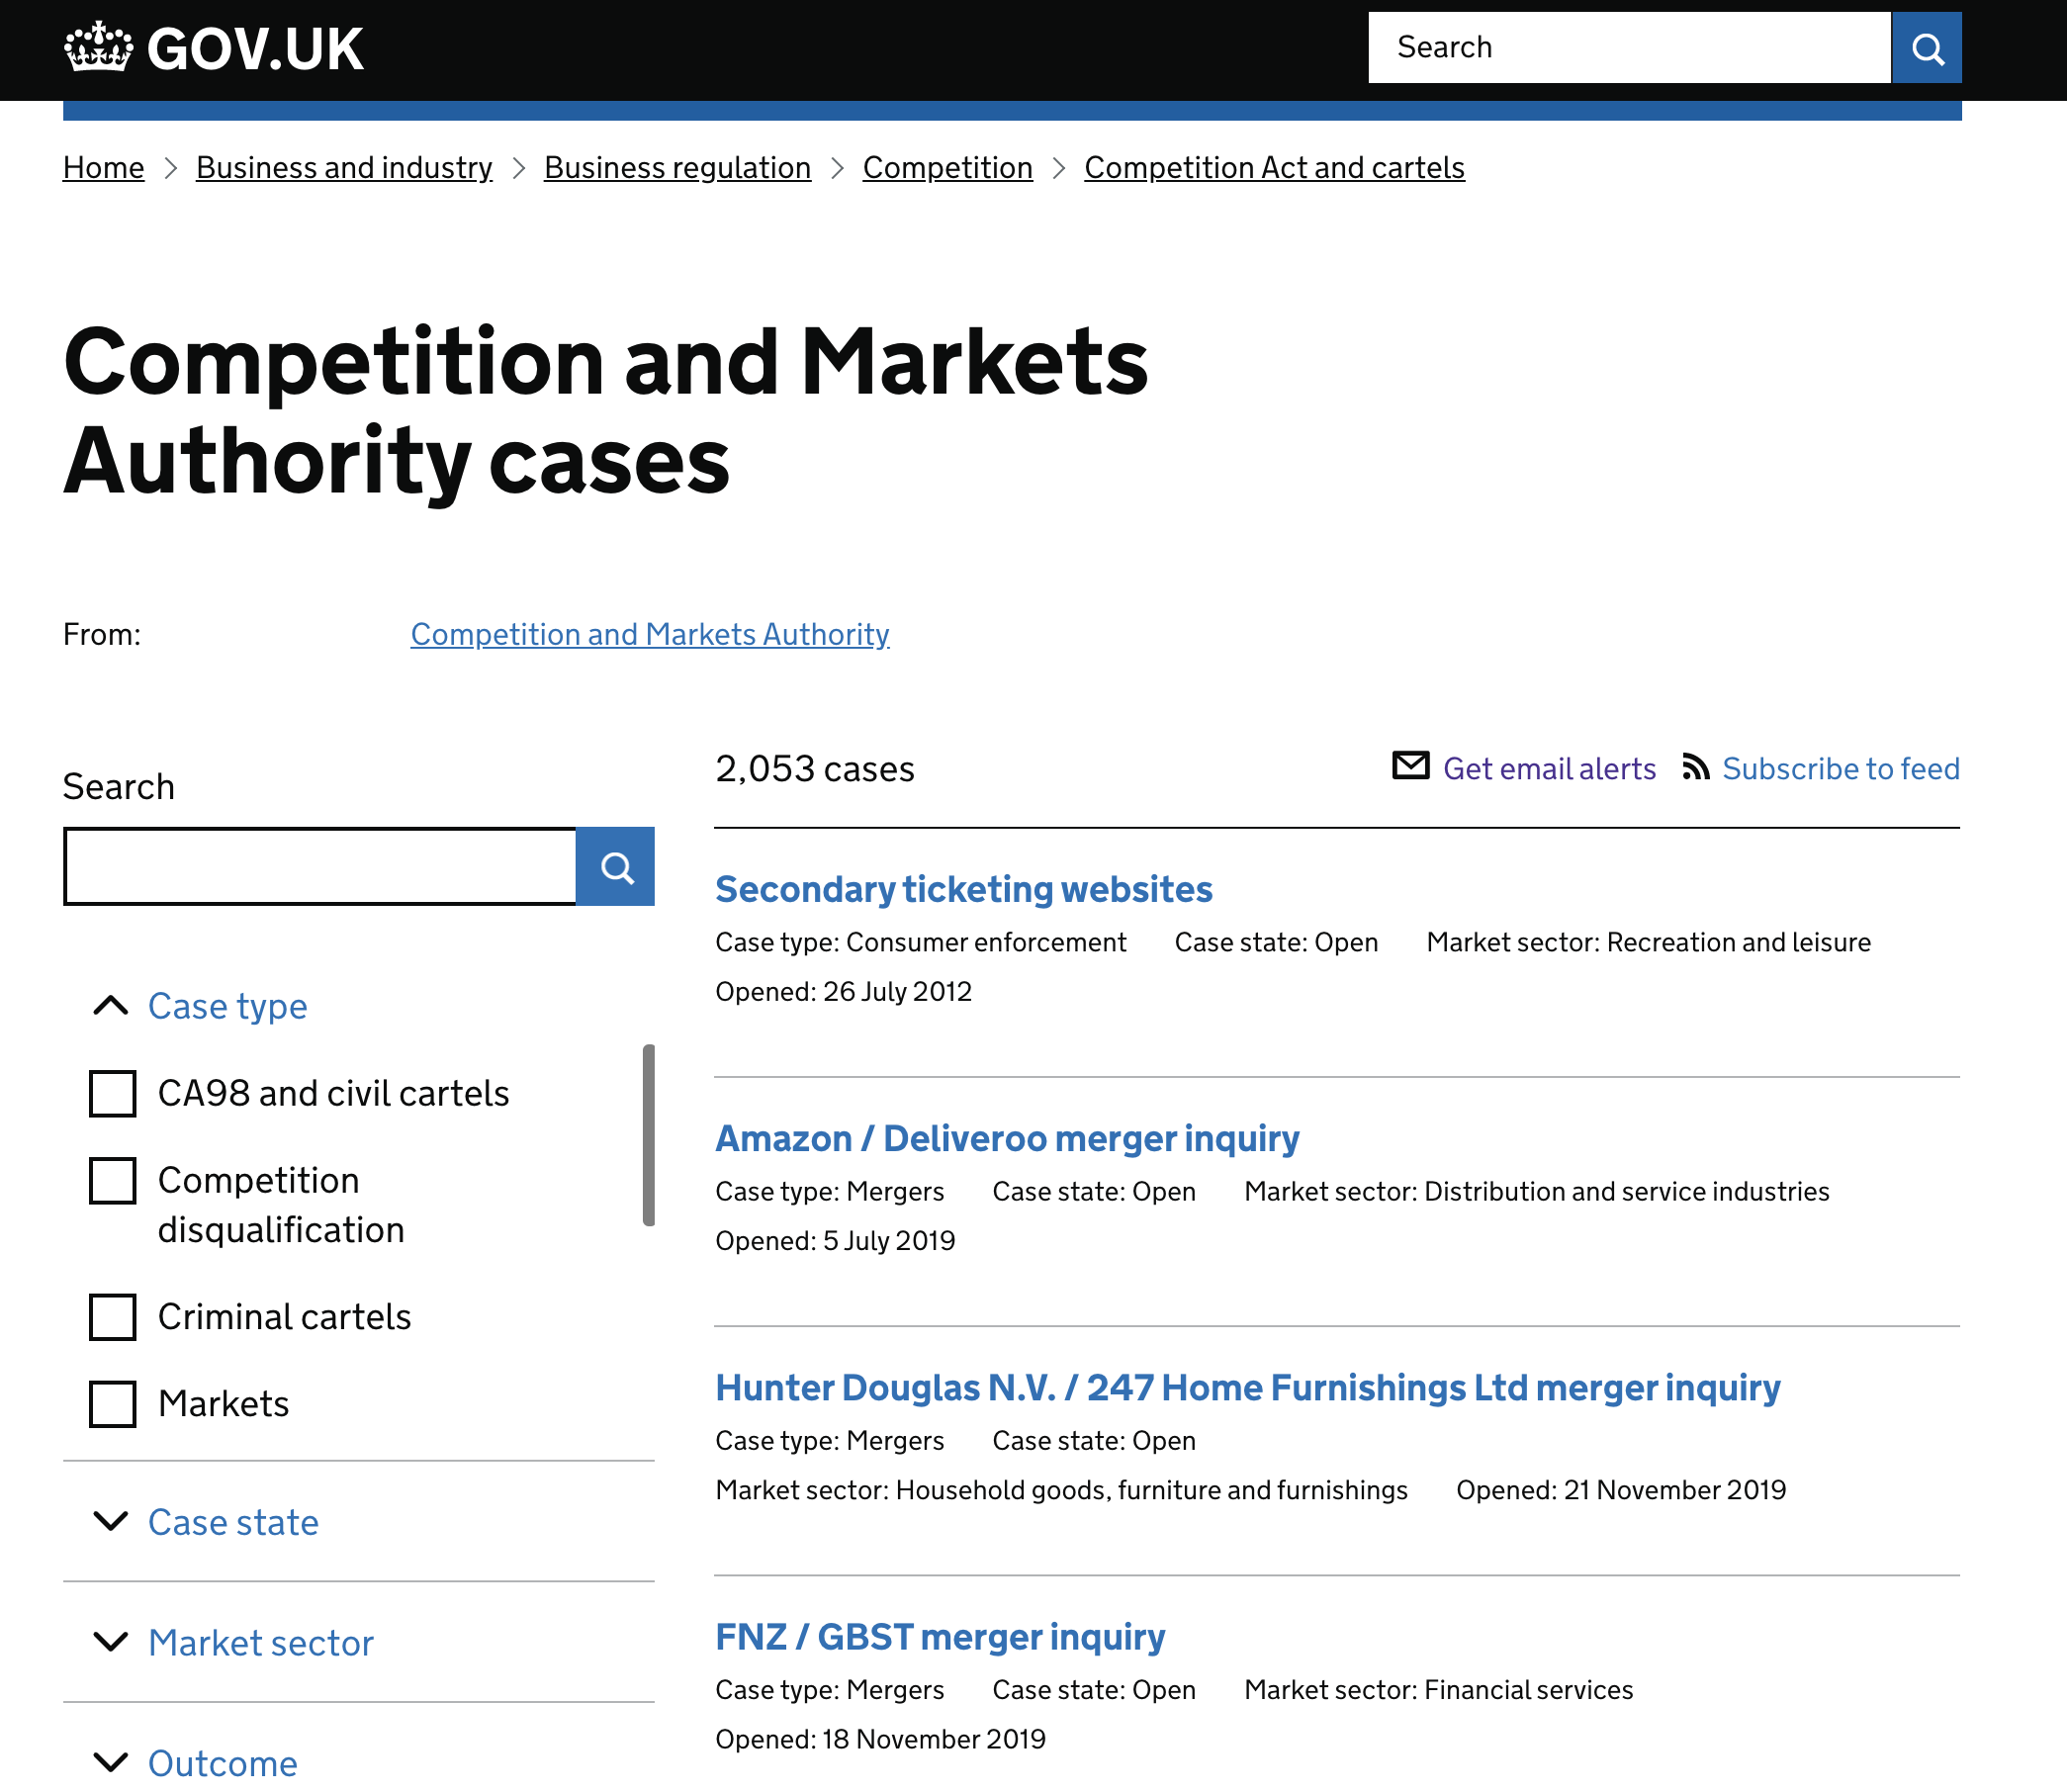 GOV.UK
Search
Home > Business and industry > Business regulation > Competition > Competition Act and cartels
Competition and Markets
Authority cases
From: Competition and Markets Authority
Search
Case type
CA98 and civil cartels
Competition
disqualification
Criminal cartels
Markets
Case state
Market sector
Outcome
2,053 cases Get email alerts Subscribe to feed
Secondary ticketing websites
Case type: Consumer enforcement Case state: Open Market sector: Recreation and leisure
Opened: 26 July 2012
Amazon / Deliveroo merger inquiry
Case type: Mergers Case state: Open Market sector: Distribution and service industries
Opened: 5 July 2019
Hunter Douglas N.V. / 247 Home Furnishings Ltd merger inquiry
Case type: Mergers Case state: Open
Market sector: Household goods, furniture and furnishings Opened: 21 November 2019
FNZ / GBST merger inquiry
Case type: Mergers Case state: Open Market sector: Financial services
Opened: 18 November 2019